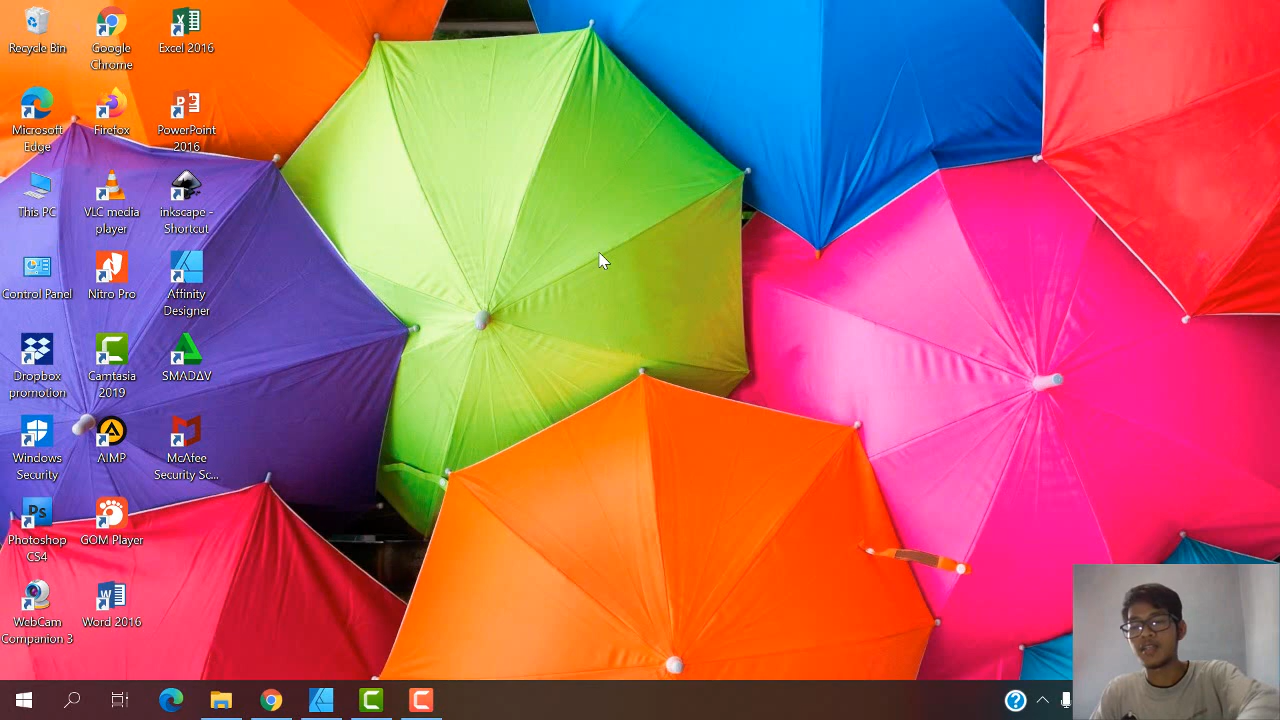 Recycle Bin
Google
Chrome
Excel 2016
Microsoft
Edge
Firefox
PowerPoint
2016
This PC
VLC media
player
inkscape -
Shortcut
Control Panel
Nitro Pro
Affinity
Designer
Dropbox
promotion
Camtasia
2019
SMADΔV
Windows
Security
AIMP
McAfee
Security Sc...
Ps
Photoshop
CS4
GOM Player
WebCam
Companion 3
Word 2016